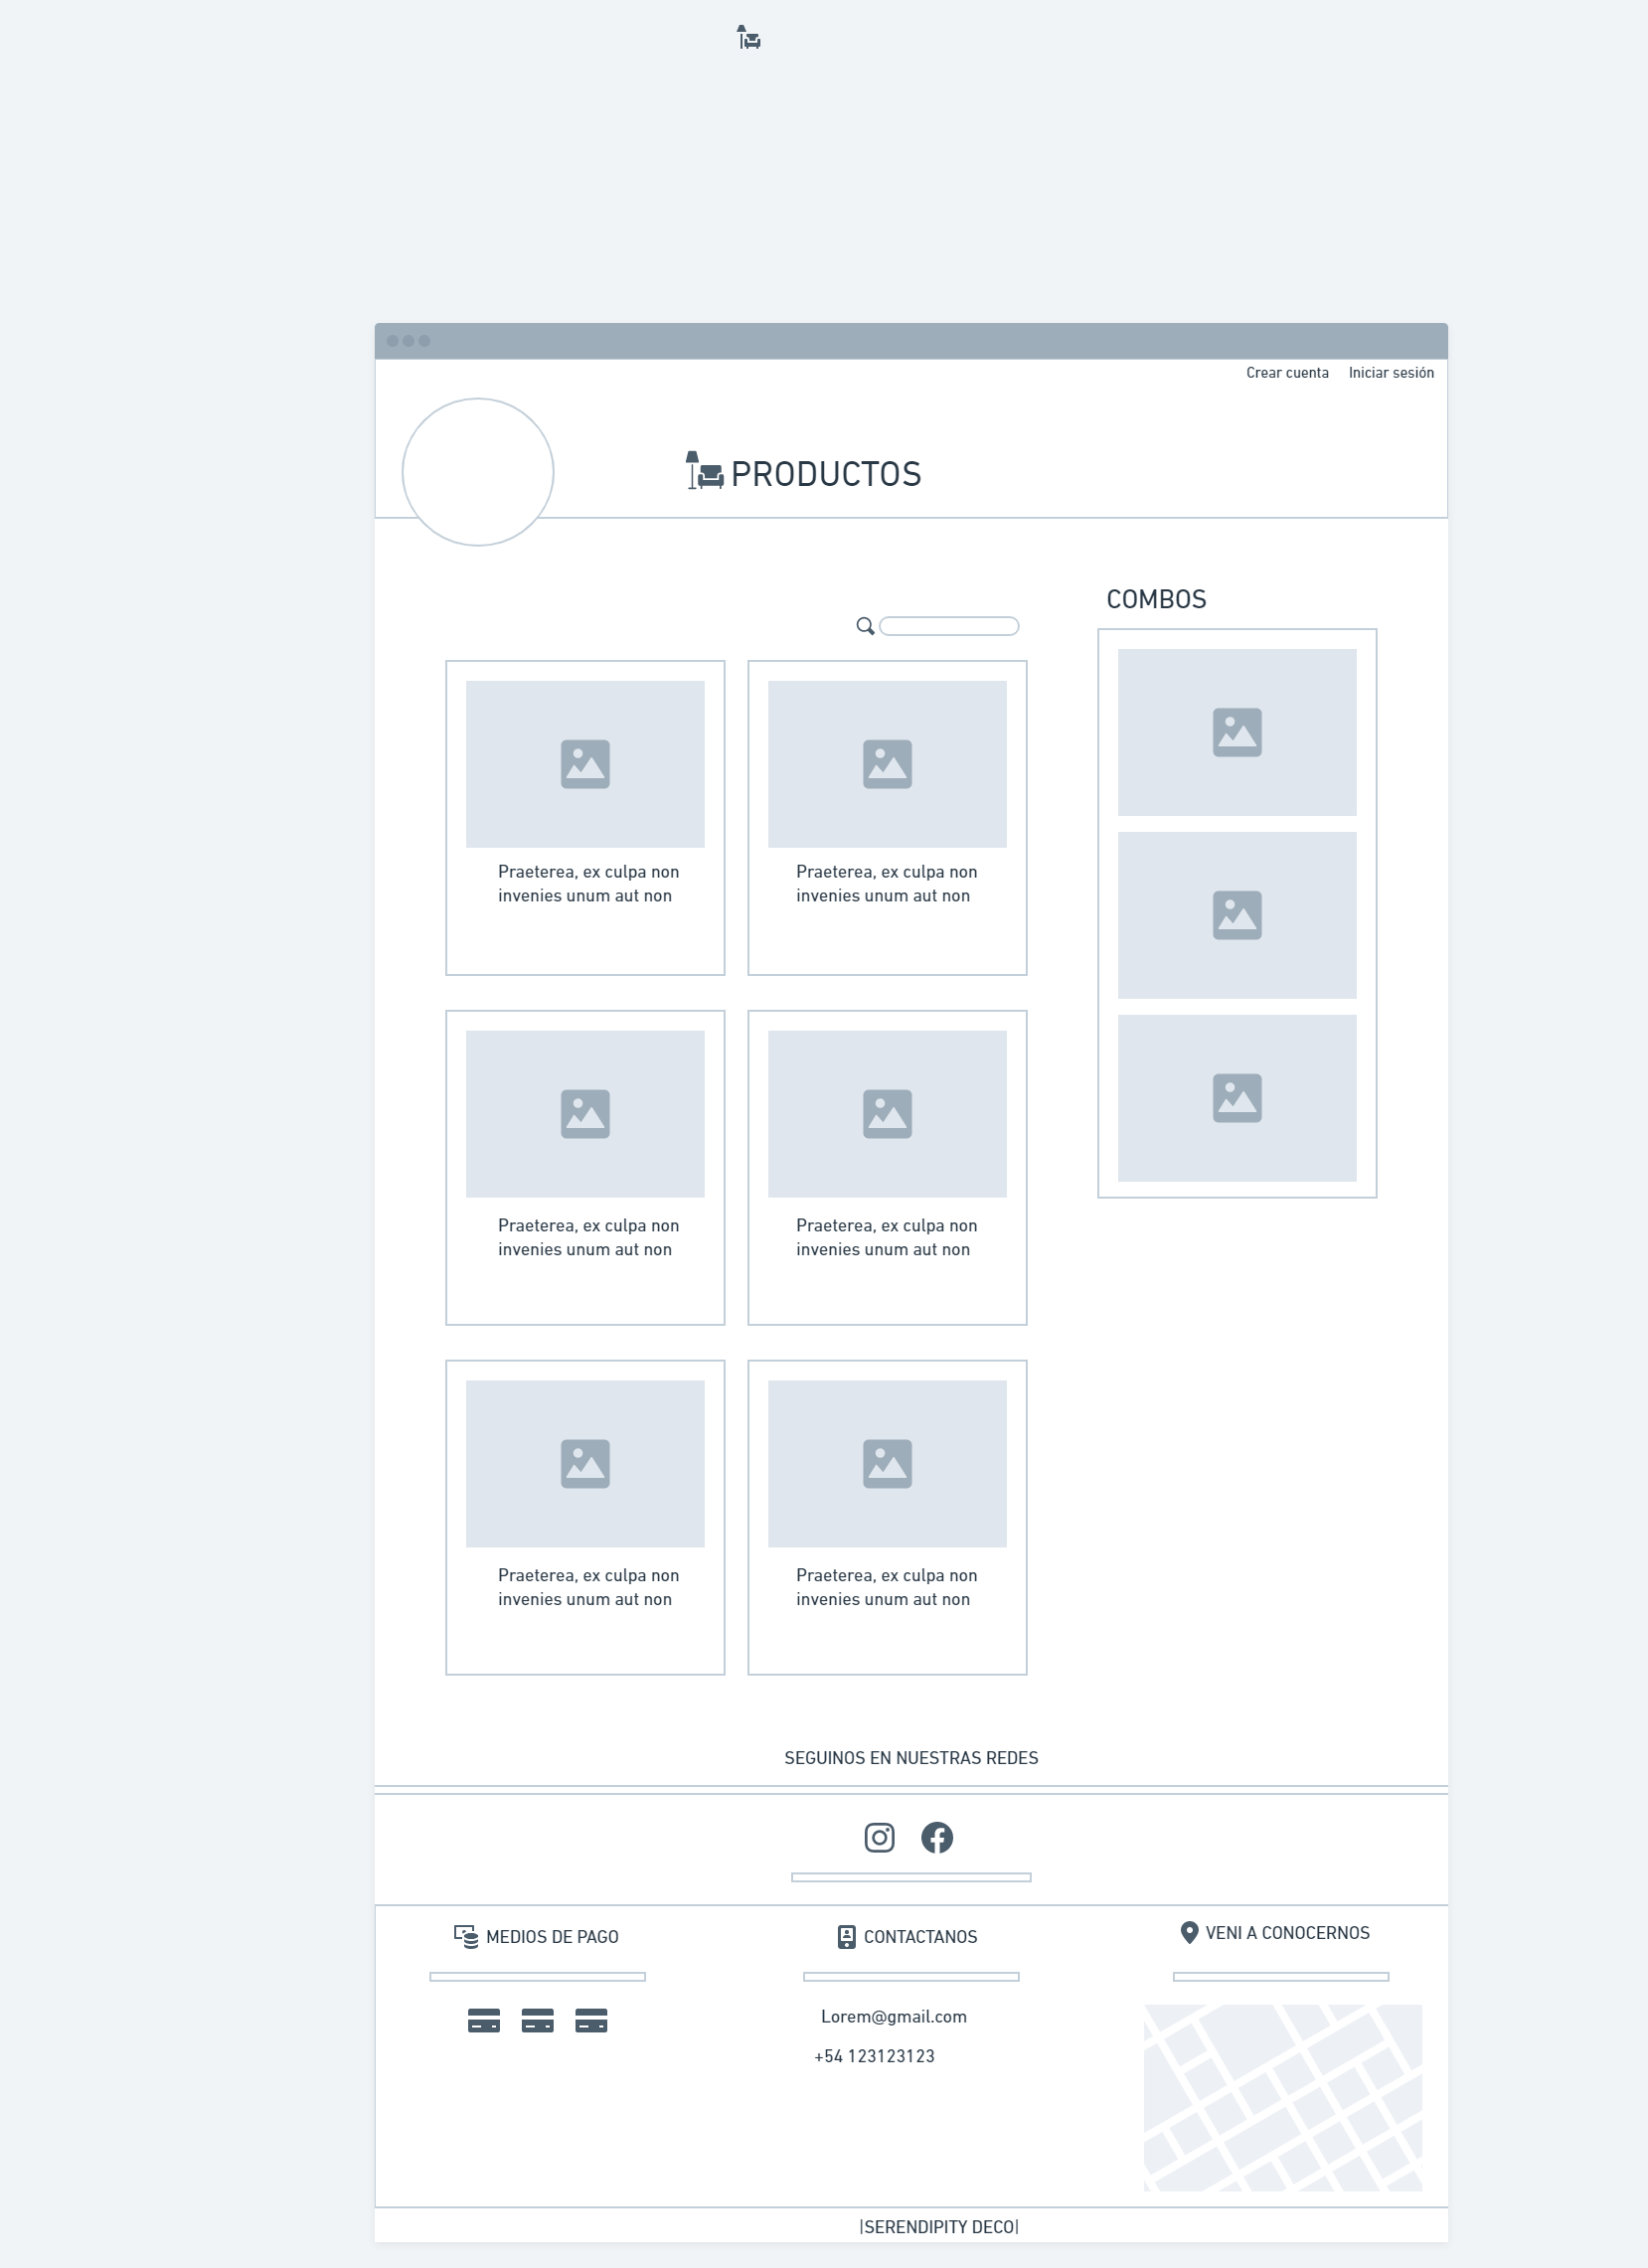 Crear cuenta Iniciar sesión
PRODUCTOS
COMBOS
Praeterea, ex culpa non
invenies unum aut non
Praeterea, ex culpa non
invenies unum aut non
Praeterea, ex culpa non
invenies unum aut non
Praeterea, ex culpa non
invenies unum aut non
Praeterea, ex culpa non
invenies unum aut non
Praeterea, ex culpa non
invenies unum aut non
SEGUINOS EN NUESTRAS REDES
MEDIOS DE PAGO
CONTACTANOS
Lorem@gmail.com
+54 123123123
VENI A CONOCERNOS
|SERENDIPITY DECO|